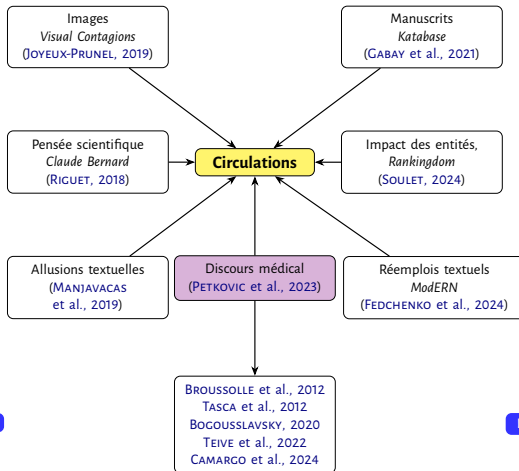 Images
Visual Contagions
(JOYEUX-PRUNEL, 2019)
Manuscrits
Katabase
(GABAY et al., 2021)
Pensée scientifique
Claude Bernard
(RIGUET, 2018)
Circulations
Impact des entités,
Rankingdom
(SOULET, 2024)
Allusions textuelles
(MANJAVACAS
et al., 2019)
Discours médical
(PETKOVIC et al., 2023)
Réemplois textuels
ModERN
(FEDCHENKO et al., 2024)
BROUSSOLLE et al., 2012
TASCA et al., 2012
BOGOUSSLAVSKY, 2020
TEIVE et al., 2022
CAMARGO et al., 2024